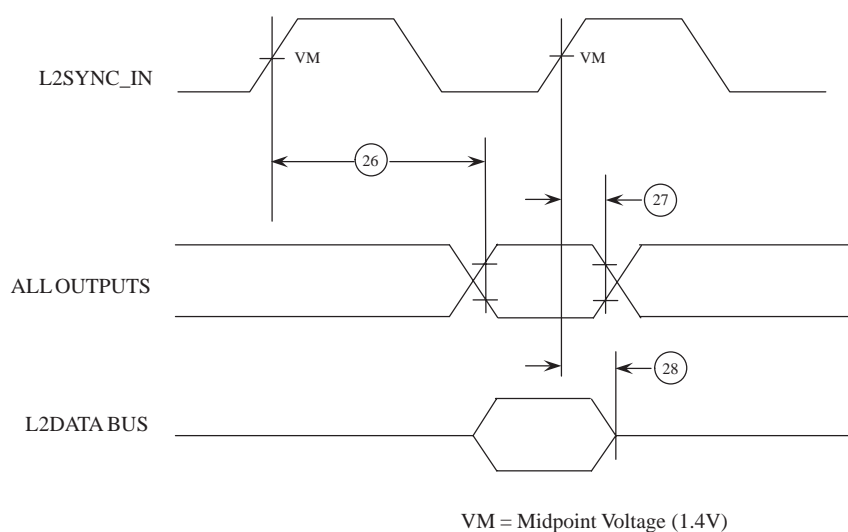 L2SYNC_IN
VM
VM
26
27
ALL OUTPUTS
28
L2DATA BUS
VM = Midpoint Voltage (1.4V)